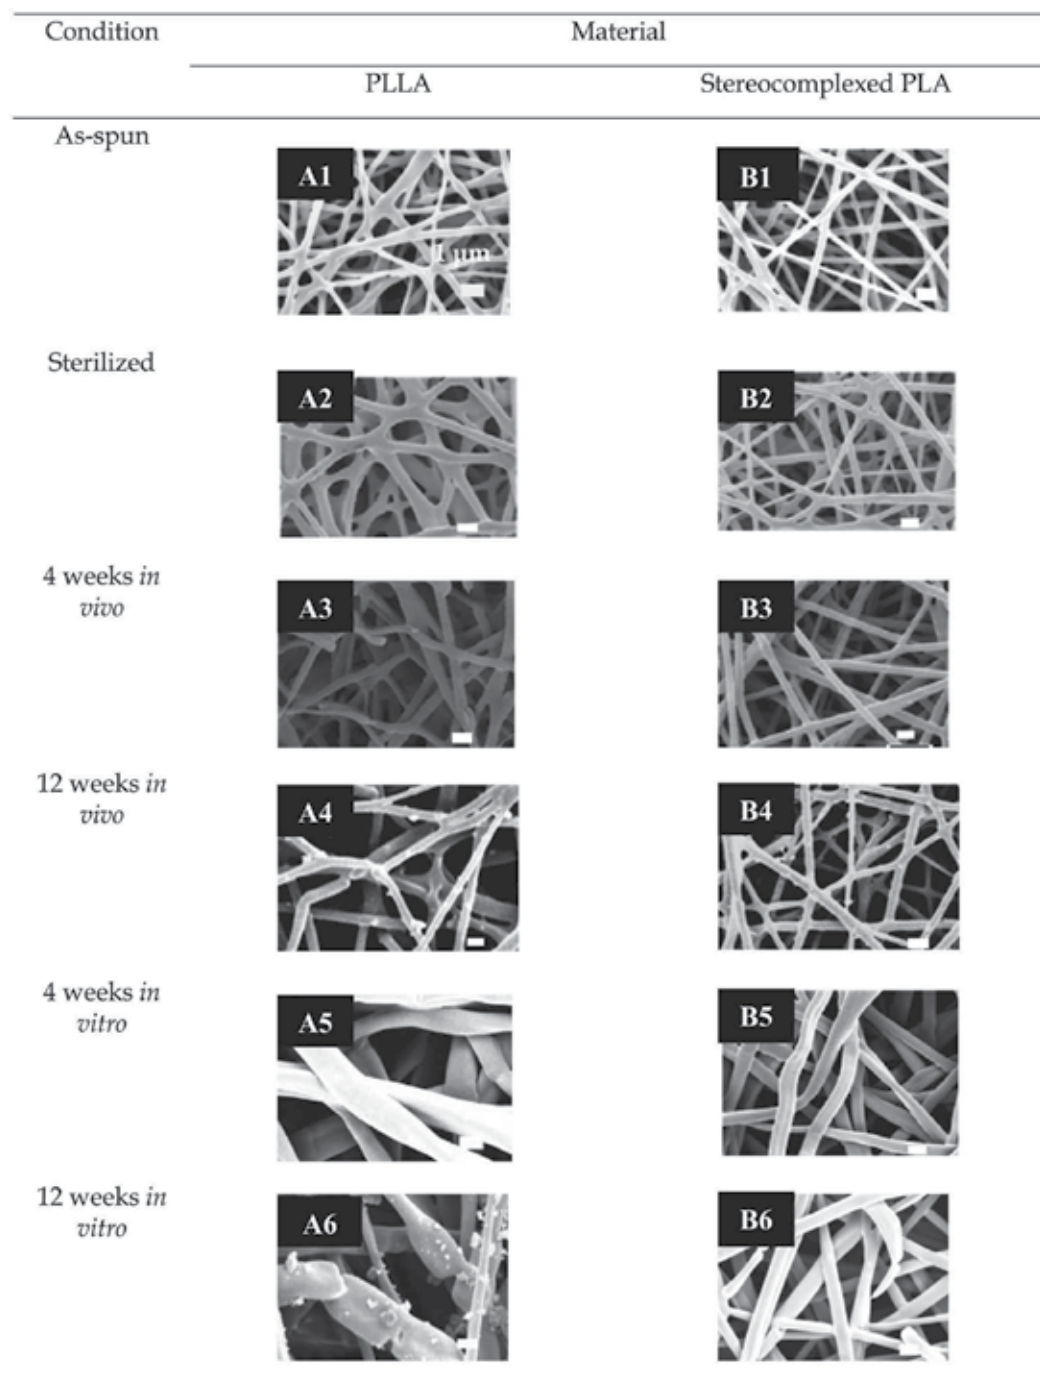 Condition Material
PLLA Stereocomplexed PLA
As-spun
A1 B1
1 µm
Sterilized
A2 B2
4 weeks in
vivo
A3 B3
12 weeks in
vivo
A4 B4
4 weeks in
vitro
A5 B5
12 weeks in
vitro
A6 B6